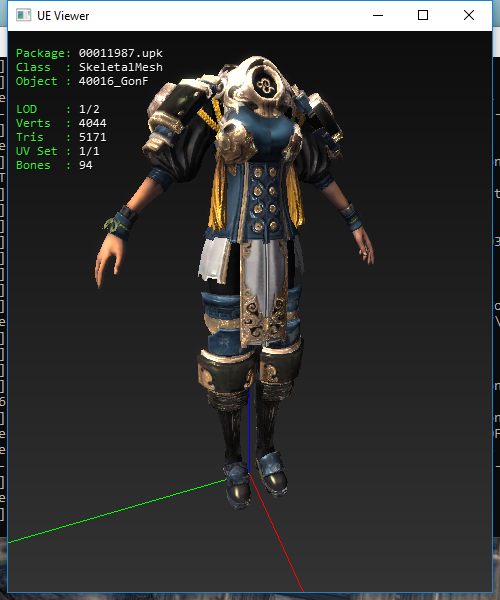 UE Viewer
Package: 00011987.upk
Class : SkeletalMesh
Object : 40016_GonF
LOD : 1/2
Verts : 4044
Tris : 5171
UV Set : 1/1
Bones : 94